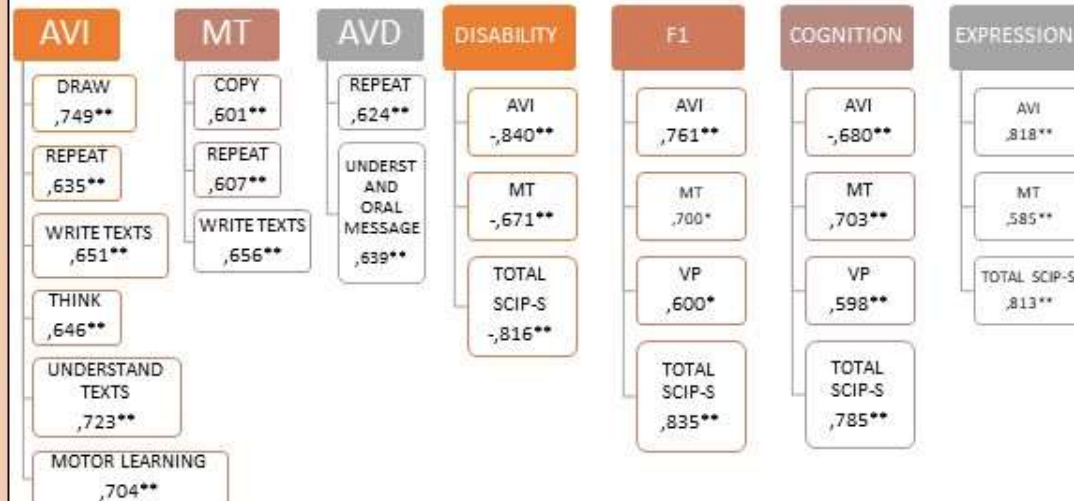 AVI
DRAW
,749**
REPEAT
,635**
WRITE TEXTS
,651**
THINK
,646**
UNDERSTAND
TEXTS
,723**
MOTOR LEARNING
,704**
MT
COPY
,601**
REPEAT
,607**
WRITE TEXTS
,656**
AVD
REPEAT
,624**
UNDERST
AND
ORAL
MESSAGE
,639**
DISABILITY
AVI
-,840**
MT
-,671**
TOTAL
SCIP-S
-,816**
F1
AVI
,761**
MT
,700*
VP
,600*
TOTAL
SCIP-S
,835**
COGNITION
AVI
-,680**
MT
,703**
VP
,598**
TOTAL
SCIP-S
,785**
EXPRESSION
AVI
,818**
MT
,585**
TOTAL SCIP-S
,813**